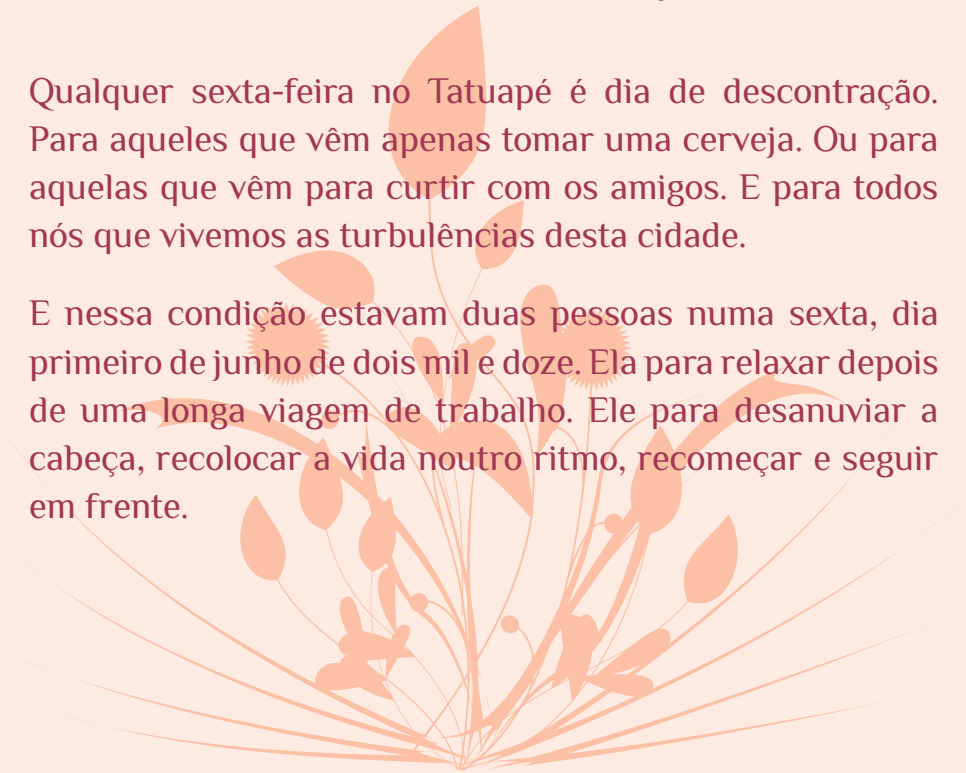 Qualquer sexta-feira no Tatuapé é dia de descontração.
Para aqueles que vêm apenas tomar uma cerveja. Ou para
aquelas que vêm para curtir com os amigos. E para todos
nós que vivemos as turbulências desta cidade.
E nessa condição estavam duas pessoas numa sexta, dia
primeiro de junho de dois mil e doze. Ela para relaxar depois
de uma longa viagem de trabalho. Ele para desanuviar a
cabeça, recolocar a vida noutro ritmo, recomeçar e seguir
em frente.